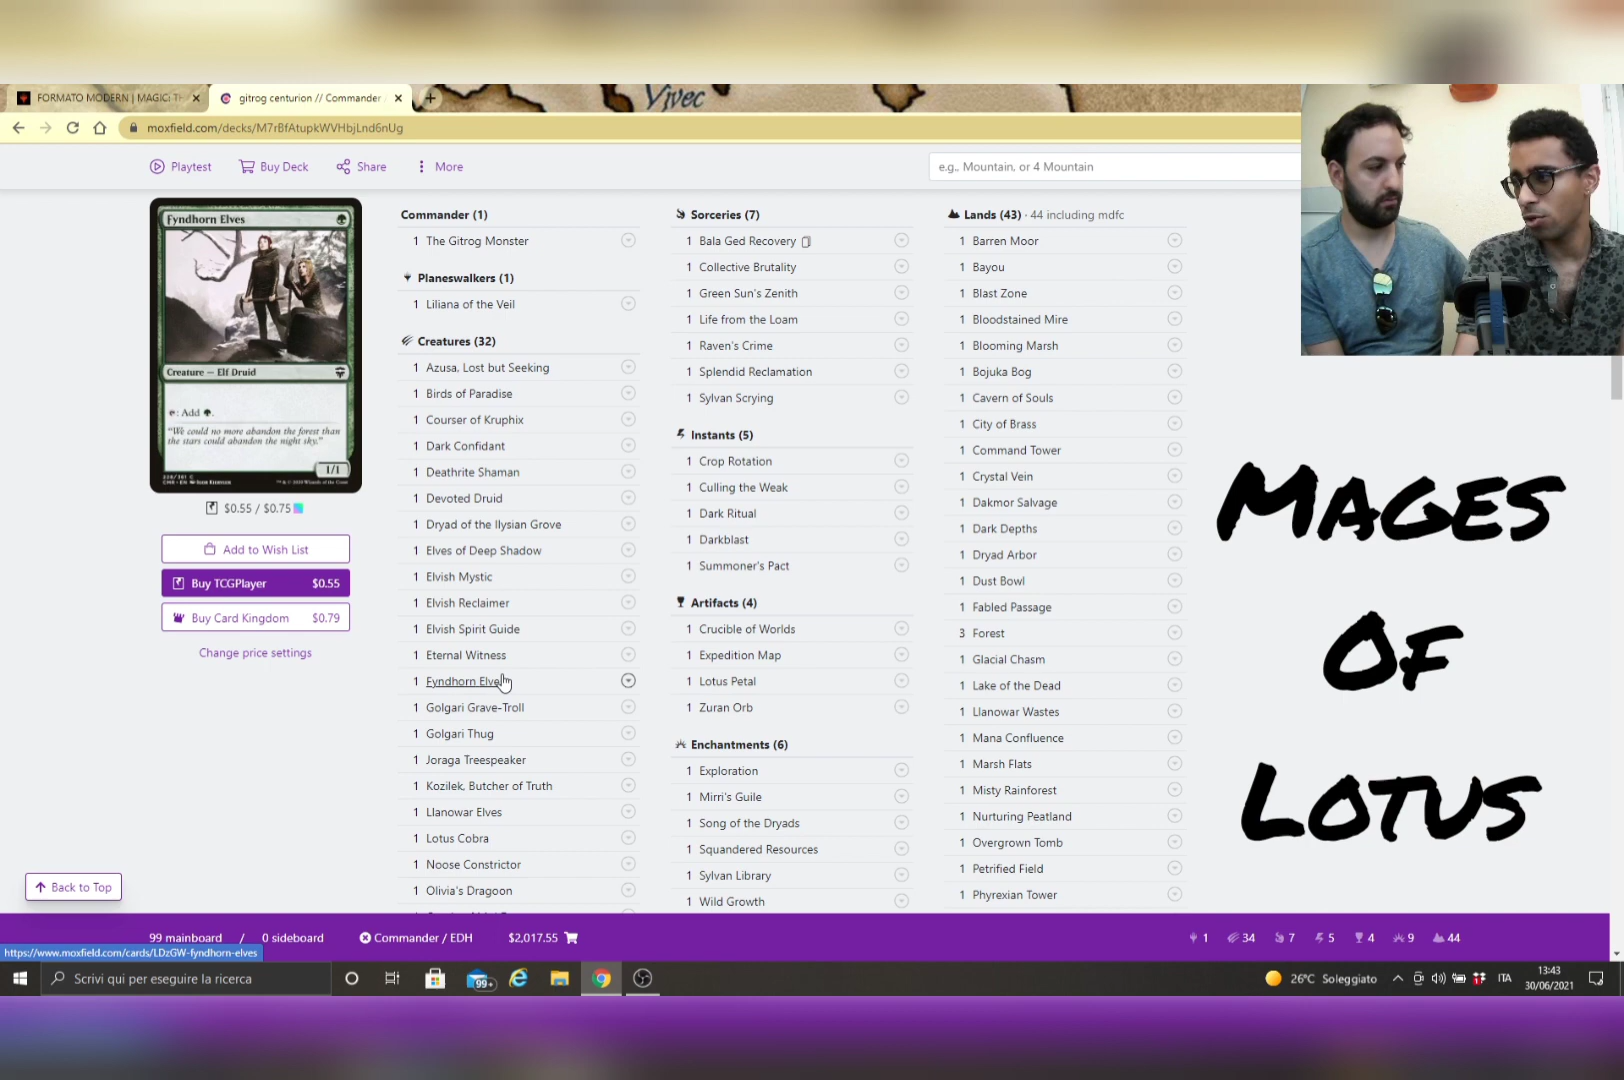 Vivec
FORMATO MODERN | MAGICI TH
gitrog centurion // Commander
moxfield.com/decks/M7rBfAtupkWVHbjLnd6nUg
Playtest
Buy Deck
Share
More
e.g., Mountain, or 4 Mountain
Fyndhorn Elves
Creature — Elf Druid
: Add
"We could no more abandon the forest than
the stars could abandon the night sky."
1/1
$0.55 / $0.75
Add to Wish List
Buy TCGPlayer $0.55
Buy Card Kingdom $0.79
Change price settings
Back to Top
Commander (1)
1 The Gitrog Monster
Planeswalkers (1)
1 Liliana of the Veil
Creatures (32)
1 Azusa, Lost but Seeking
1 Birds of Paradise
1 Courser of Kruphix
1 Dark Confidant
1 Deathrite Shaman
1 Devoted Druid
1 Dryad of the Ilysian Grove
1 Elves of Deep Shadow
1 Elvish Mystic
1 Elvish Reclaimer
1 Elvish Spirit Guide
1 Eternal Witness
1 Fyndhorn Elves
1 Golgari Grave-Troll
1 Golgari Thug
1 Joraga Treespeaker
1 Kozilek, Butcher of Truth
1 Llanowar Elves
1 Lotus Cobra
1 Noose Constrictor
1 Olivia's Dragoon
Sorceries (7)
1 Bala Ged Recovery
1 Collective Brutality
1 Green Sun's Zenith
1 Life from the Loam
1 Raven's Crime
1 Splendid Reclamation
1 Sylvan Scrying
Instants (5)
1 Crop Rotation
1 Culling the Weak
1 Dark Ritual
1 Darkblast
1 Summoner's Pact
Artifacts (4)
1 Crucible of Worlds
1 Expedition Map
1 Lotus Petal
1 Zuran Orb
Enchantments (6)
1 Exploration
1 Mirri's Guile
1 Song of the Dryads
1 Squandered Resources
1 Sylvan Library
1 Wild Growth
Lands (43) · 44 including mdfc
1 Barren Moor
1 Bayou
1 Blast Zone
1 Bloodstained Mire
1 Blooming Marsh
1 Bojuka Bog
1 Cavern of Souls
1 City of Brass
1 Command Tower
1 Crystal Vein
1 Dakmor Salvage
1 Dark Depths
1 Dryad Arbor
1 Dust Bowl
1 Fabled Passage
3 Forest
1 Glacial Chasm
1 Lake of the Dead
1 Llanowar Wastes
1 Mana Confluence
1 Marsh Flats
1 Misty Rainforest
1 Nurturing Peatland
1 Overgrown Tomb
1 Petrified Field
1 Phyrexian Tower
MAGES
OF
LOTUS
99 mainboard / 0 sideboard
Commander / EDH
$2,017.55
1 34 7 5 4 9 44
https://www.moxfield.com/cards/LDzGW-fyndhorn-elves
Scrivi qui per eseguire la ricerca
99+
26°C Soleggiato
ITA
13:43
30/06/2021